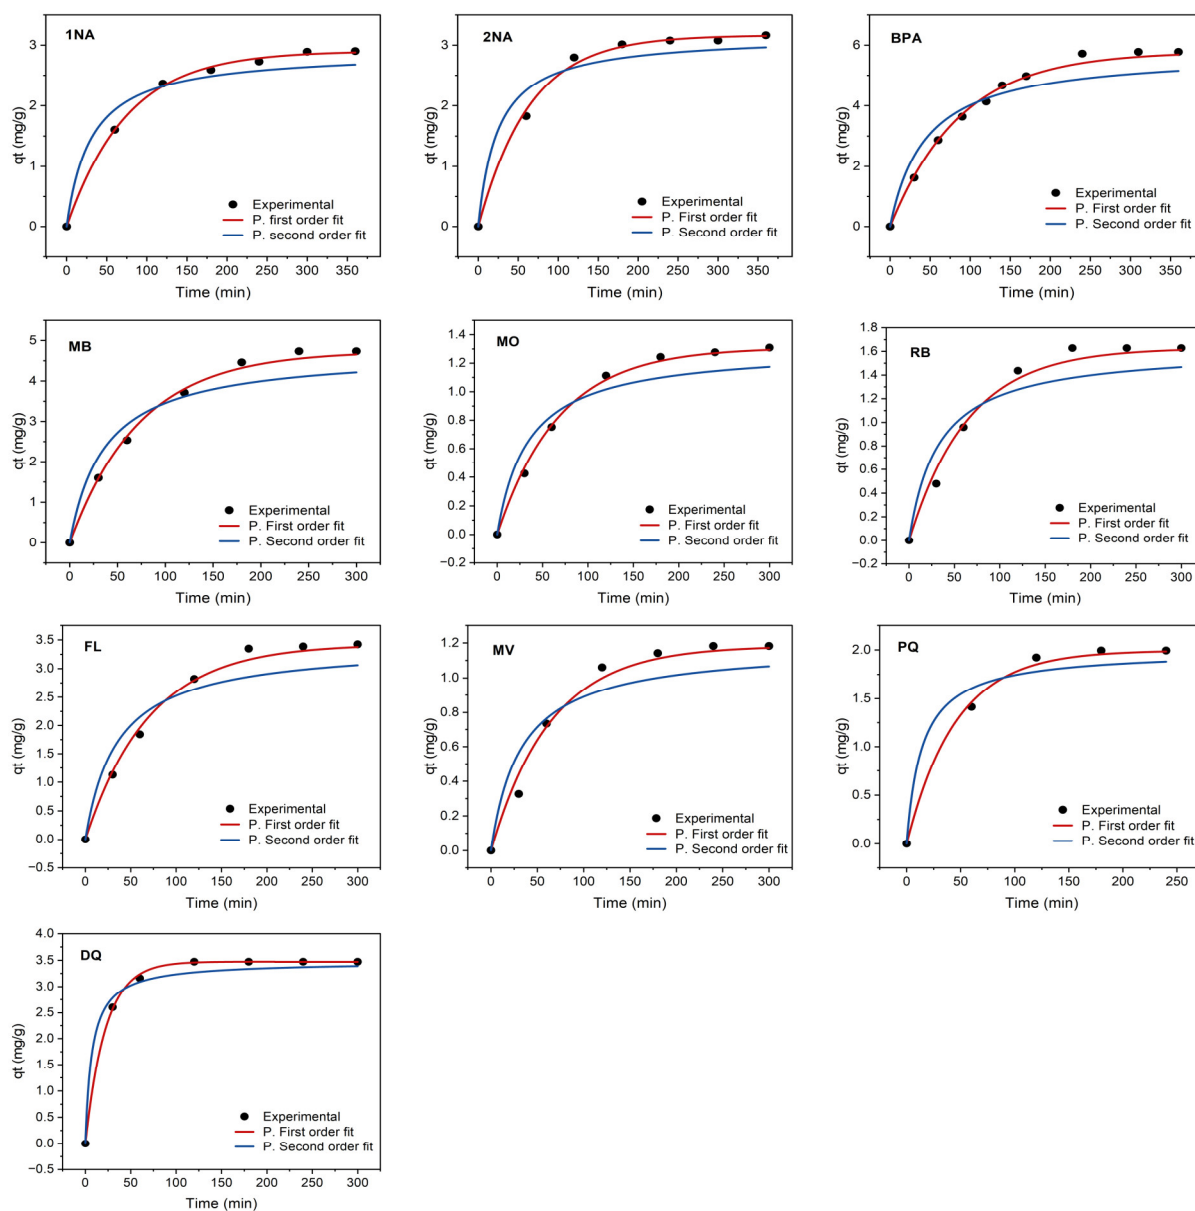 1NA
qt (mg/g)
3
2
1
0
Experimental
P. first order fit
P. second order fit
0 50 100 150 200 250 300 350
Time (min)
2NA
qt (mg/g)
3
2
1
0
Experimental
P. First order fit
P. Second order fit
0 50 100 150 200 250 300 350
Time (min)
BPA
qt (mg/g)
6
4
2
0
Experimental
P. First order fit
P. Second order fit
0 50 100 150 200 250 300 350
Time (min)
MB
qt (mg/g)
5
4
3
2
1
0
Experimental
P. First order fit
P. Second order fit
0 50 100 150 200 250 300
Time (min)
MO
qt (mg/g)
1.4
1.2
1.0
0.8
0.6
0.4
0.2
0.0
−0.2
Experimental
P. First order fit
P. Second order fit
0 50 100 150 200 250 300
Time (min)
RB
qt (mg/g)
1.8
1.6
1.4
1.2
1.0
0.8
0.6
0.4
0.2
0.0
−0.2
Experimental
P. First order fit
P. Second order fit
0 50 100 150 200 250 300
Time (min)
FL
qt (mg/g)
3.5
3.0
2.5
2.0
1.5
1.0
0.5
0.0
−0.5
Experimental
P. First order fit
P. Second order fit
0 50 100 150 200 250 300
Time (min)
MV
qt (mg/g)
1.2
1.0
0.8
0.6
0.4
0.2
0.0
Experimental
P. First order fit
P. Second order fit
0 50 100 150 200 250 300
Time (min)
PQ
qt (mg/g)
2.0
1.5
1.0
0.5
0.0
Experimental
P. First order fit
P. Second order fit
0 50 100 150 200 250
Time (min)
DQ
qt (mg/g)
4.0
3.5
3.0
2.5
2.0
1.5
1.0
0.5
0.0
−0.5
Experimental
P. First order fit
P. Second order fit
0 50 100 150 200 250 300
Time (min)